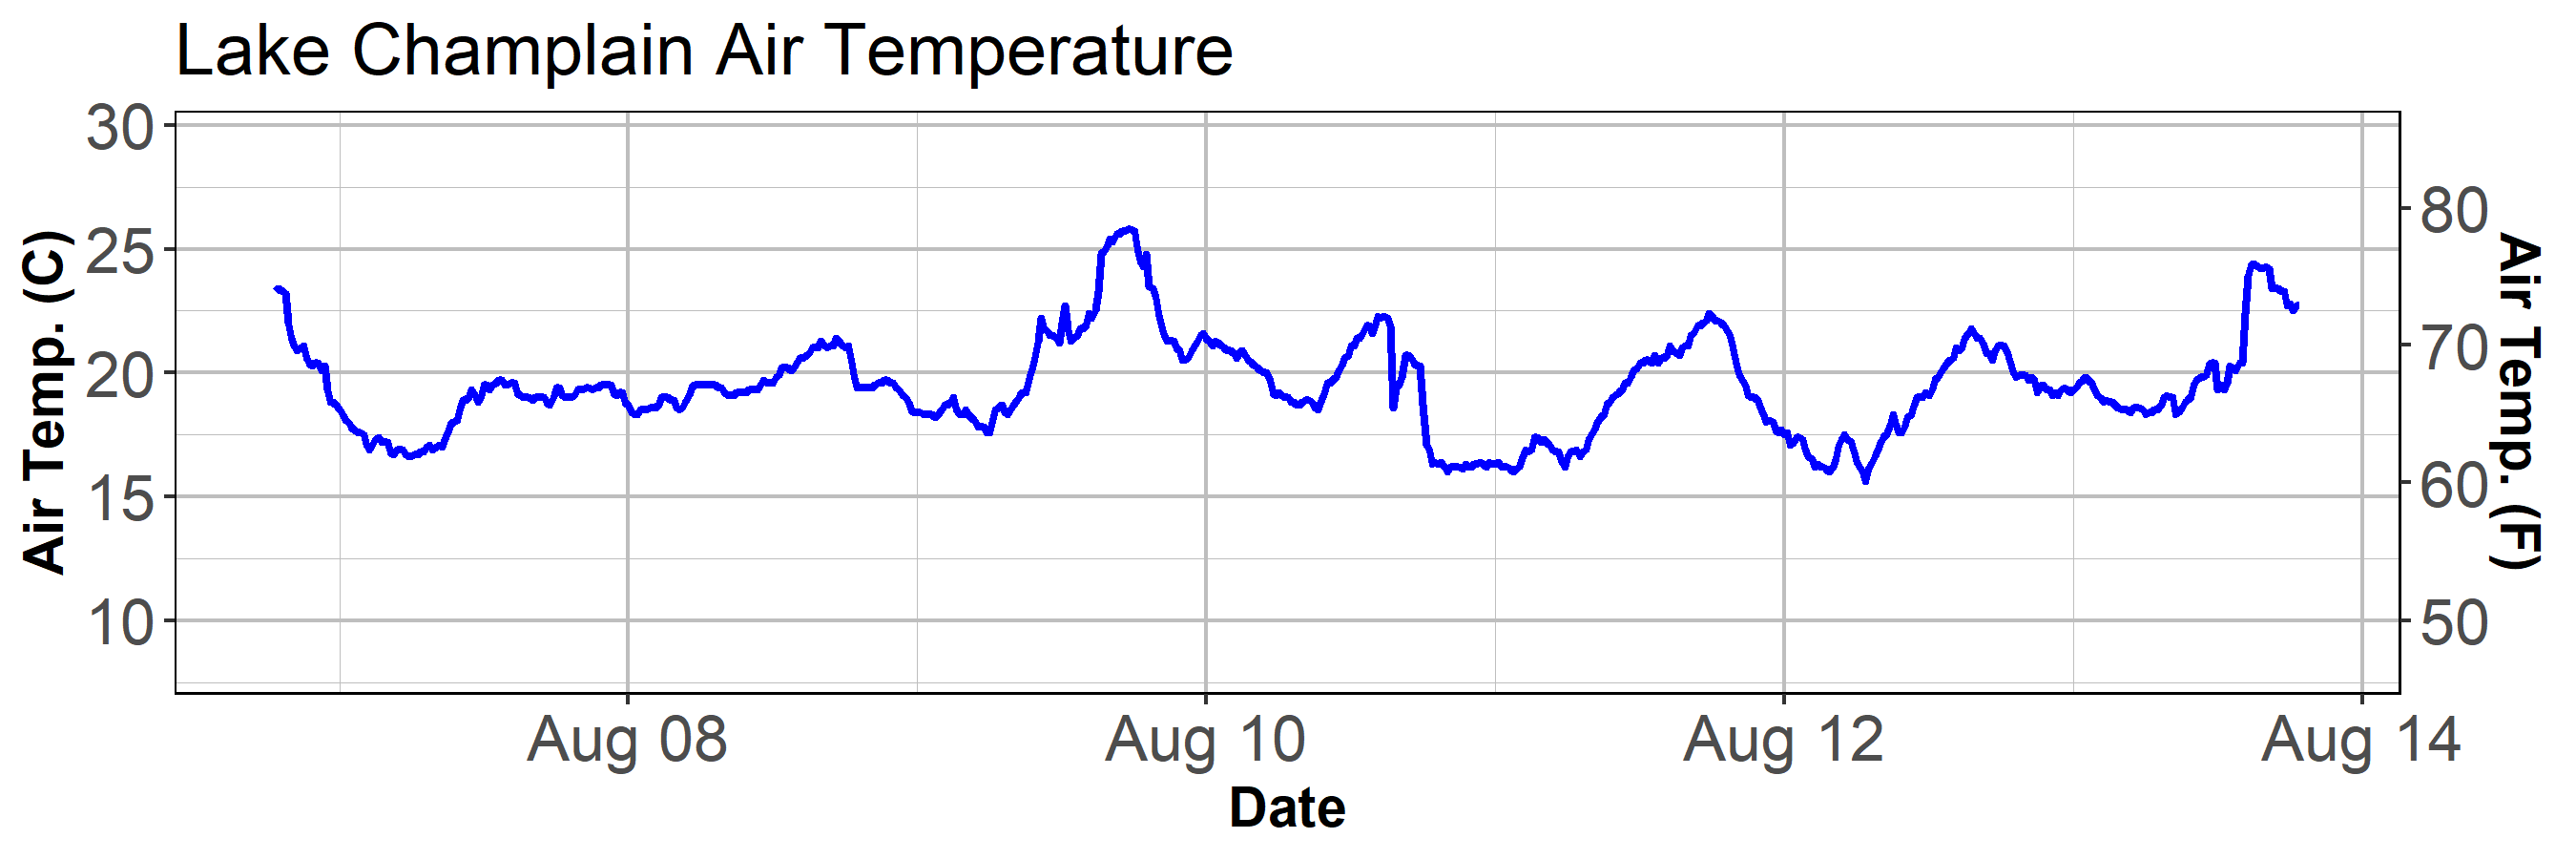 Lake Champlain Air Temperature
30
25
20
15
10
Air Temp. (C)
80
70
60
50
Air Temp. (F)
Aug 08
Aug 10
Aug 12
Aug 14
Date